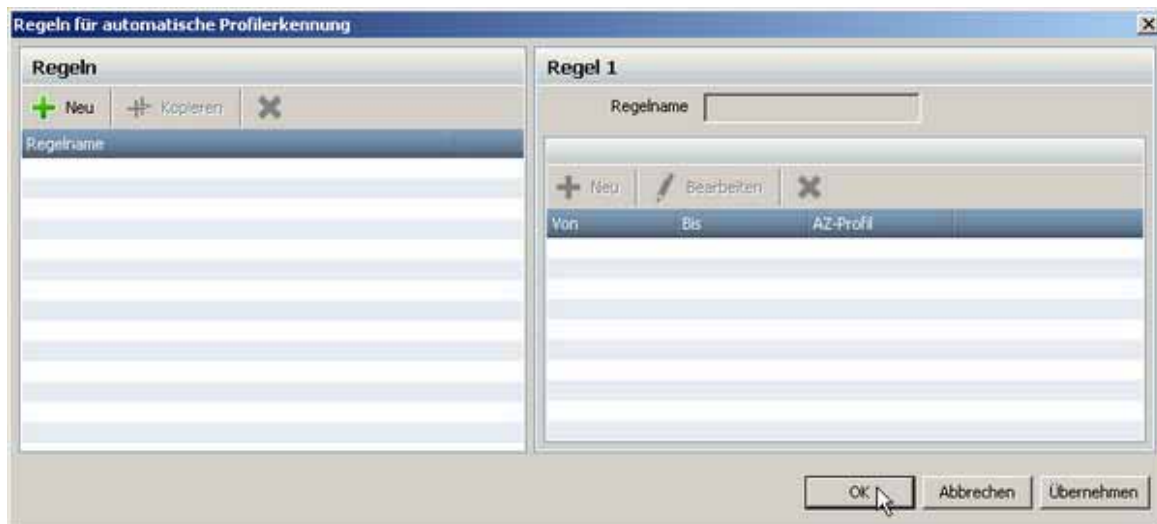 Regeln für automatische Profilerkennung
Regeln
Neu
Kopieren
Regelname
Regel 1
Regelname
Neu
Bearbeiten
Von Bis AZ-Profil
OK Abbrechen Übernehmen